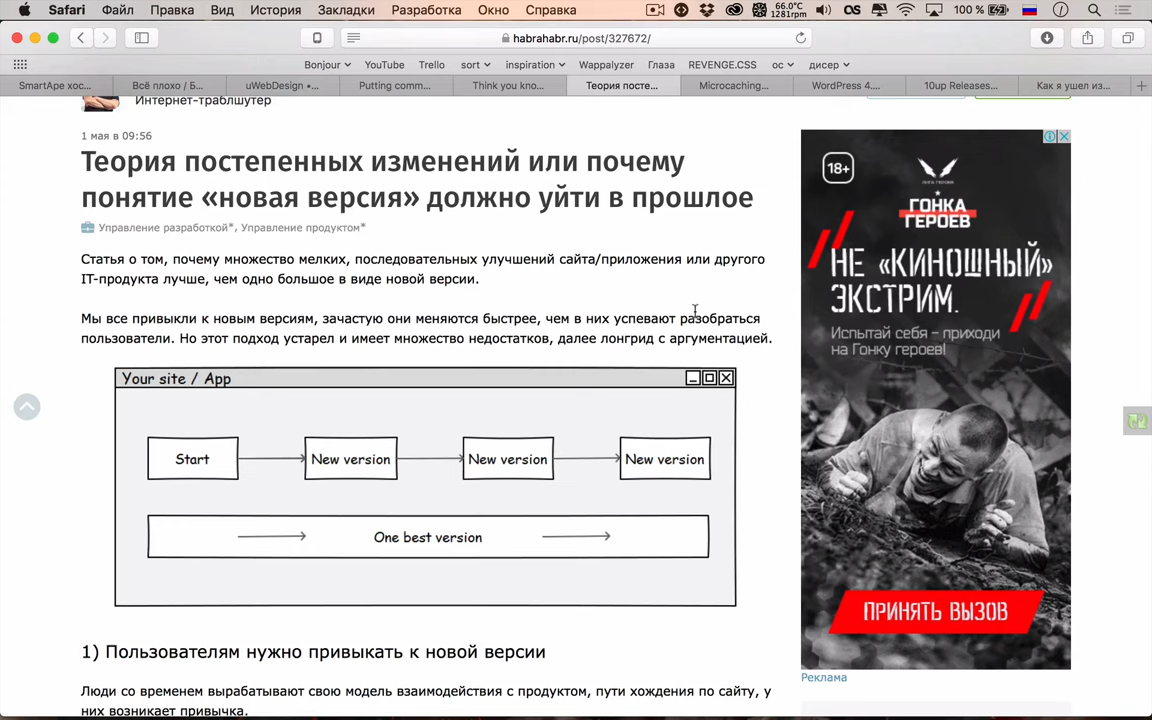 Safari Файл Правка Вид История Закладки Разработка Окно Справка 66.0°C 1281rpm 100 %
habrahabr.ru/post/327672/
Bonjour YouTube Trello sort inspiration Wappalyzer Глаза REVENGE.CSS ос дисер
SmartApe хос... Всё плохо / Б... uWebDesign •... Putting comm... Think you kno... Теория посте... Microcaching... WordPress 4.... 10up Releases... Как я ушел из...
Интернет-траблшутер
1 мая в 09:56
Теория постепенных изменений или почему
понятие «новая версия» должно уйти в прошлое
Управление разработкой*, Управление продуктом*
Статья о том, почему множество мелких, последовательных улучшений сайта/приложения или другого
IT-продукта лучше, чем одно большое в виде новой версии.
Мы все привыкли к новым версиям, зачастую они меняются быстрее, чем в них успевают разобраться
пользователи. Но этот подход устарел и имеет множество недостатков, далее лонгрид с аргументацией.
Your site / App
Start New version New version New version
One best version
1) Пользователям нужно привыкать к новой версии
Люди со временем вырабатывают свою модель взаимодействия с продуктом, пути хождения по сайту, у
них возникает привычка.
18+
ГОНКА
ГЕРОЕВ
НЕ «КИНОШНЫЙ»
ЭКСТРИМ.
Испытай себя – приходи
на Гонку героев!
ПРИНЯТЬ ВЫЗОВ
Реклама